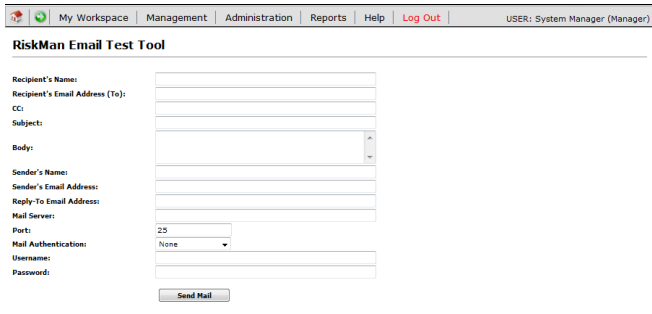 My Workspace Management Administration Reports Help Log Out USER: System Manager (Manager)
RiskMan Email Test Tool
Recipient's Name:
Recipient's Email Address (To):
CC:
Subject:
Body:
Sender's Name:
Sender's Email Address:
Reply-To Email Address:
Mail Server:
Port: 25
Mail Authentication: None
Username:
Password:
Send Mail